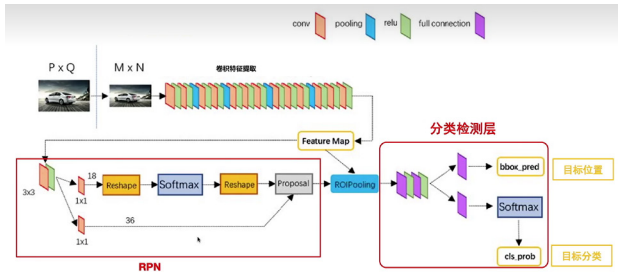 conv pooling relu full connection
P x Q
M x N
卷积特征提取
分类检测层
Feature Map
18
3x3
1x1
Reshape
Softmax
Reshape
Proposal
ROIPooling
bbox_pred
目标位置
Softmax
36
1x1
cls_prob
目标分类
RPN